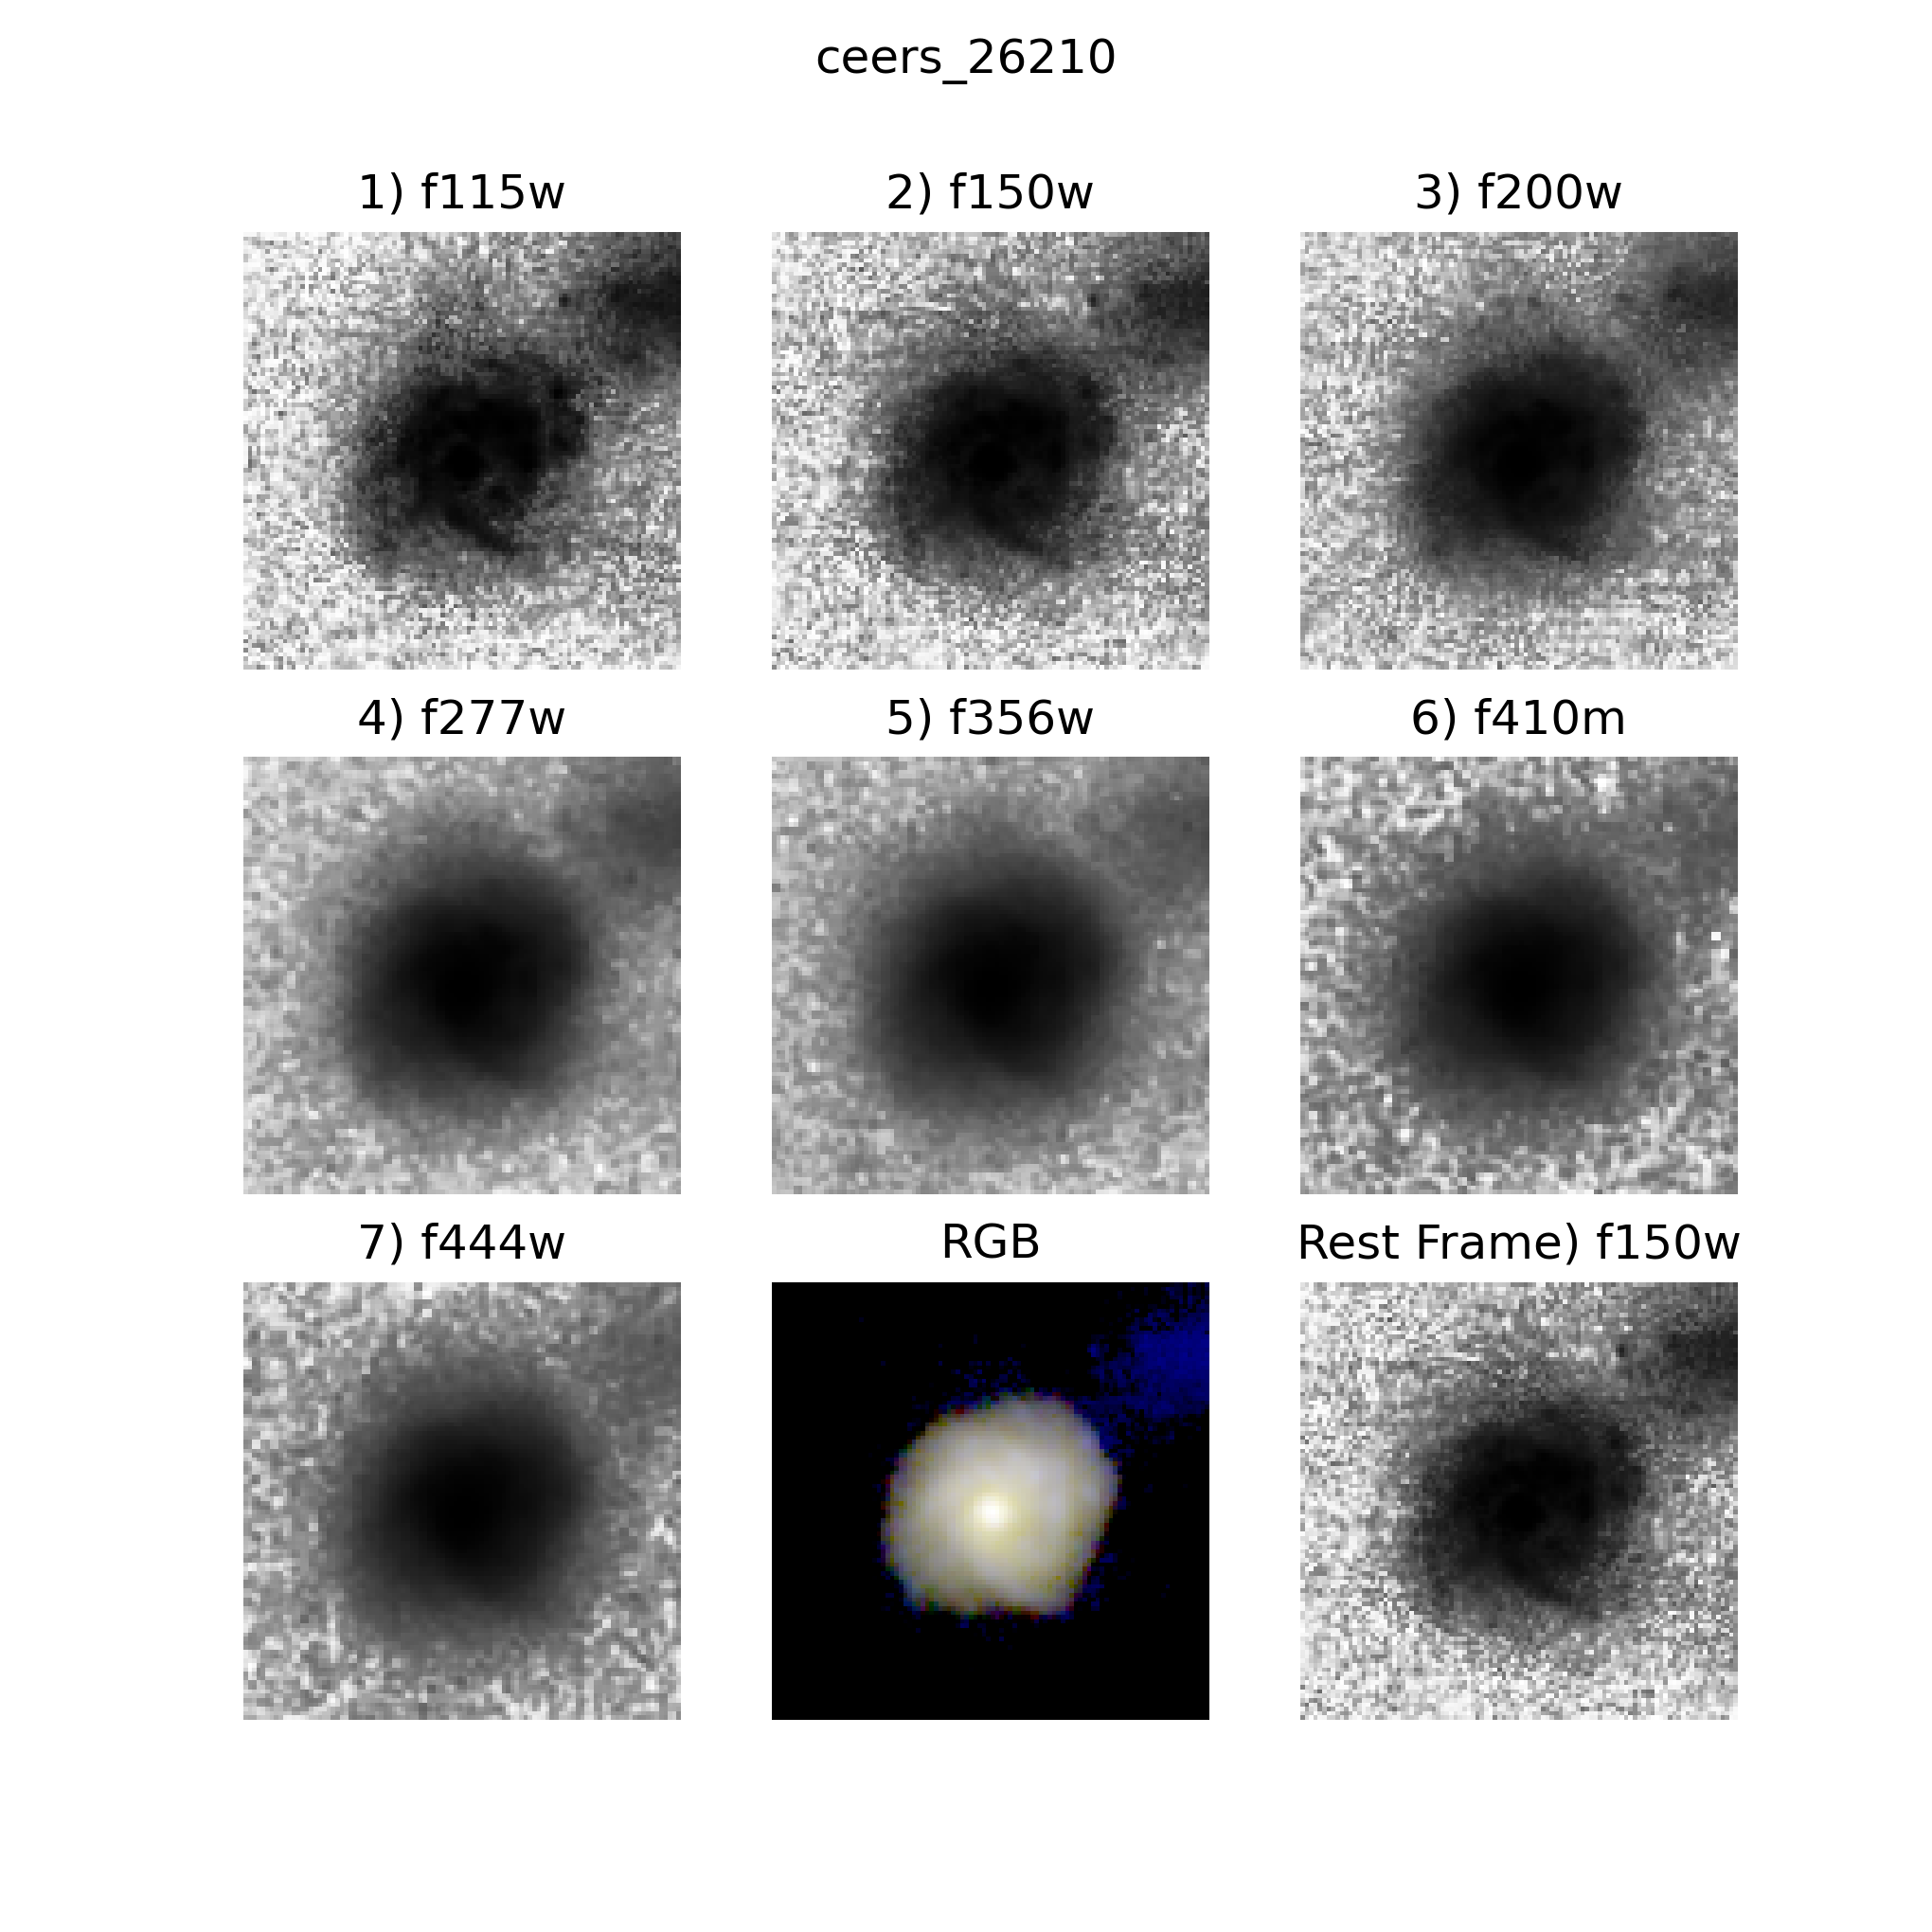 ceers_26210
1) f115w
2) f150w
3) f200w
4) f277w
5) f356w
6) f410m
7) f444w
RGB
Rest Frame) f150w